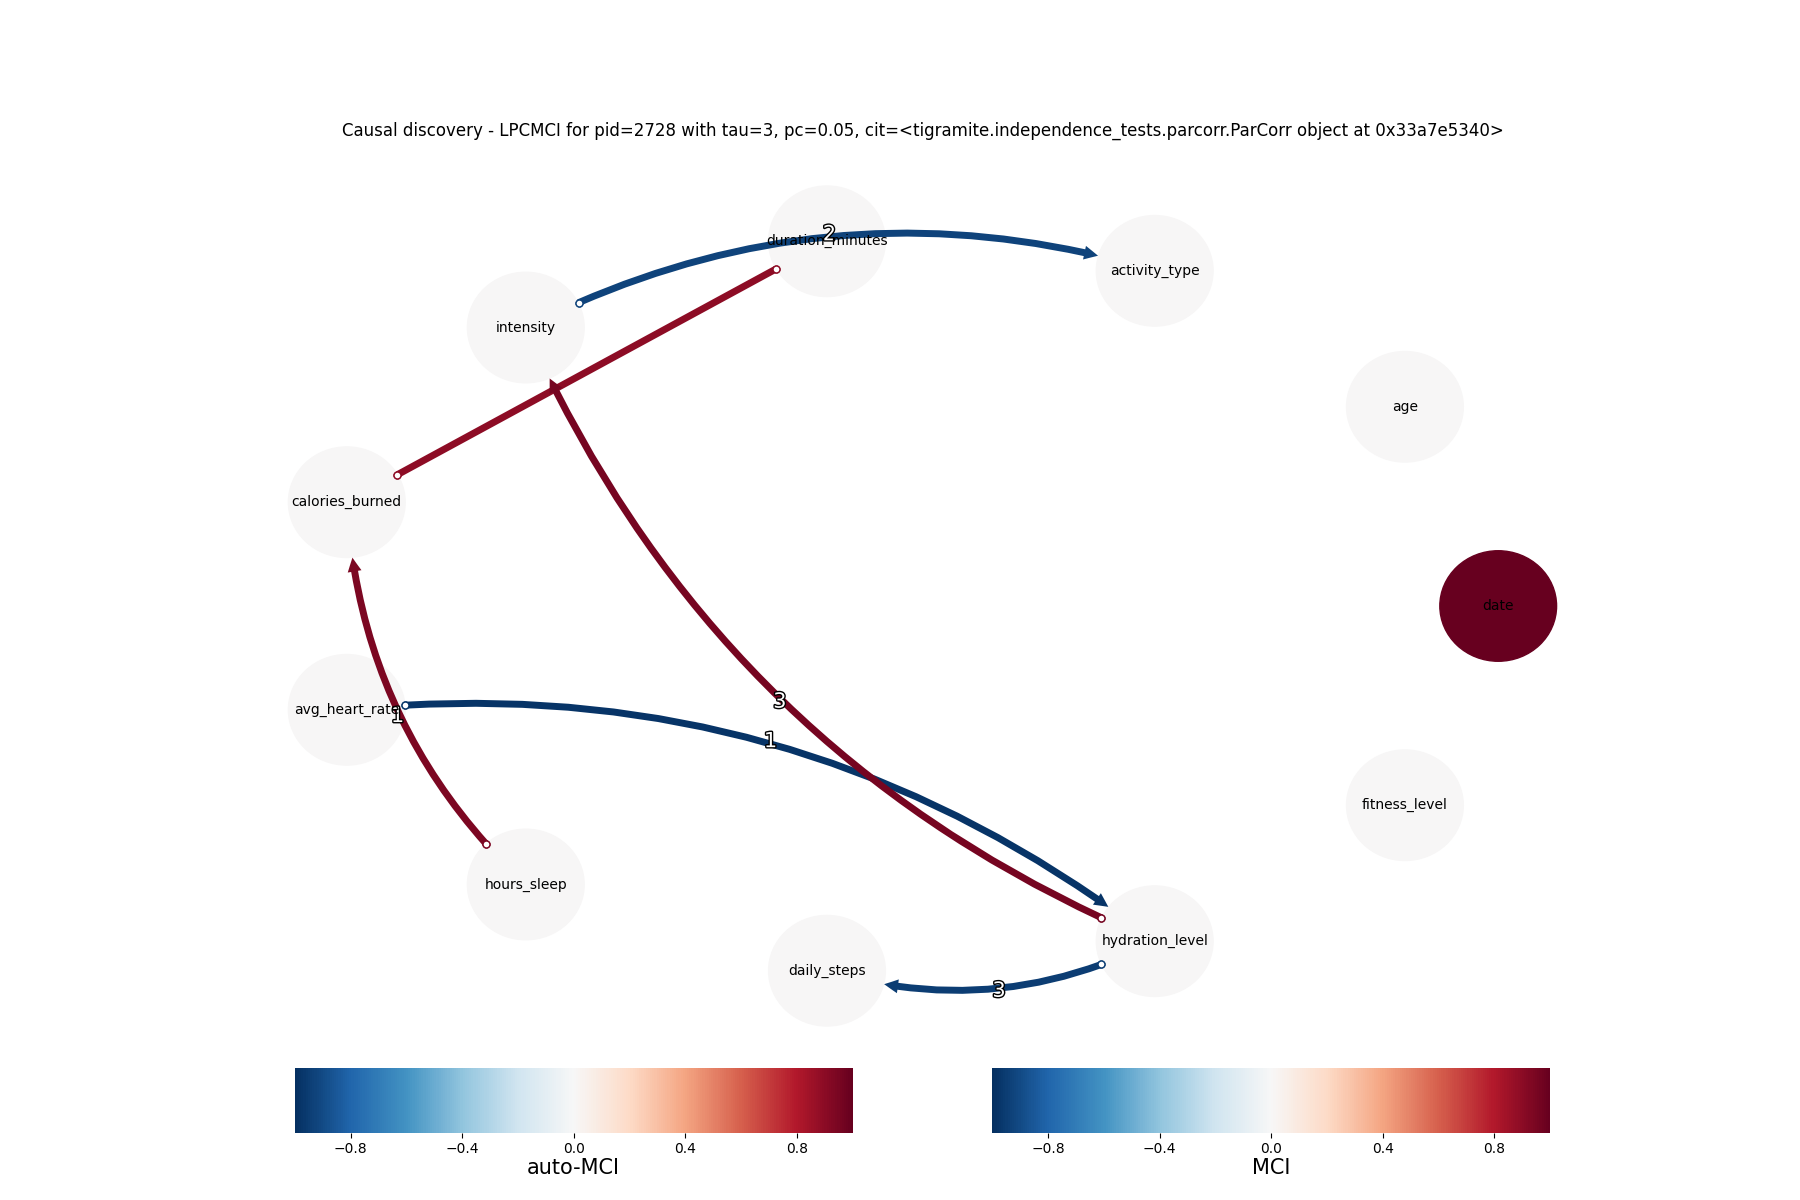 Causal discovery - LPCMCI for pid=2728 with tau=3, pc=0.05, cit=<tigramite.independence_tests.parcorr.ParCorr object at 0x33a7e5340>
2
duration_minutes
activity_type
intensity
age
calories_burned
date
3
avg_heart_rate
1
1
fitness_level
hours_sleep
hydration_level
daily_steps
3
−0.8 −0.4 0.0 0.4 0.8
auto-MCI
−0.8 −0.4 0.0 0.4 0.8
MCI